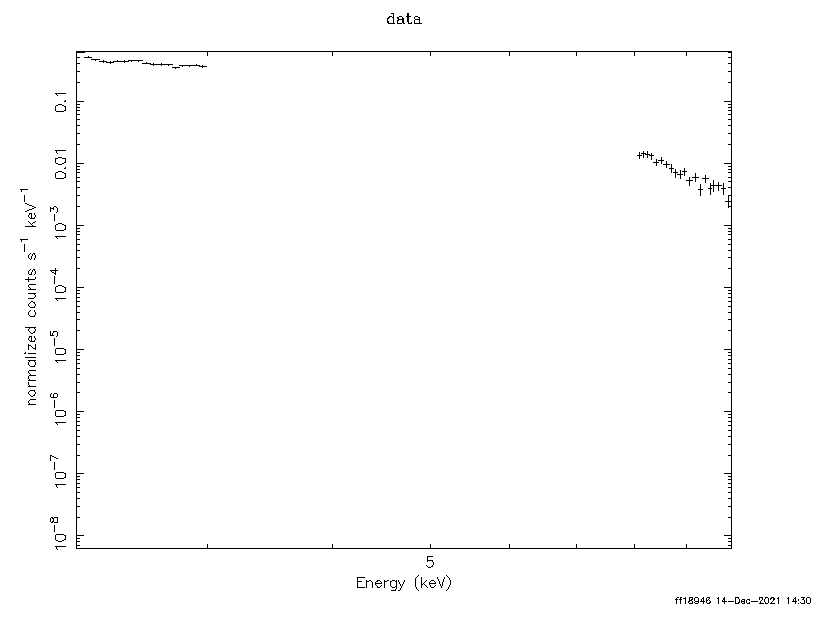 data
normalized counts s⁻¹ keV⁻¹
0.1
0.01
10⁻³
10⁻⁴
10⁻⁵
10⁻⁶
10⁻⁷
10⁻⁸
5
Energy (keV)
ff18946 14-Dec-2021 14:30